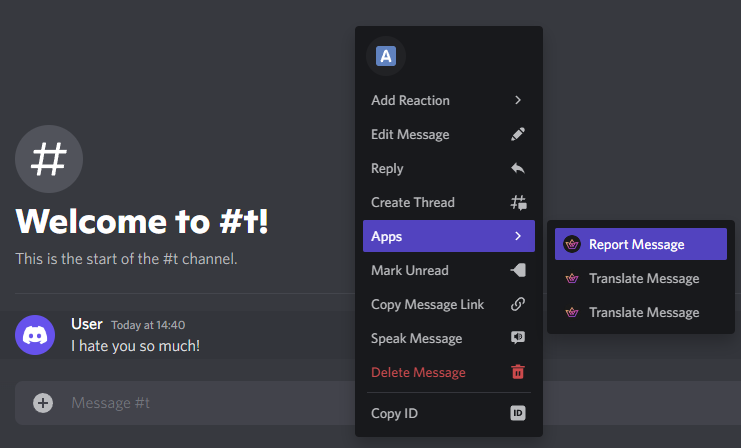 A
Add Reaction
Edit Message
Reply
Create Thread
Apps
Mark Unread
Copy Message Link
Speak Message
Delete Message
Copy ID
ID
Report Message
Translate Message
Translate Message
#
Welcome to #t!
This is the start of the #t channel.
User Today at 14:40
I hate you so much!
Message #t